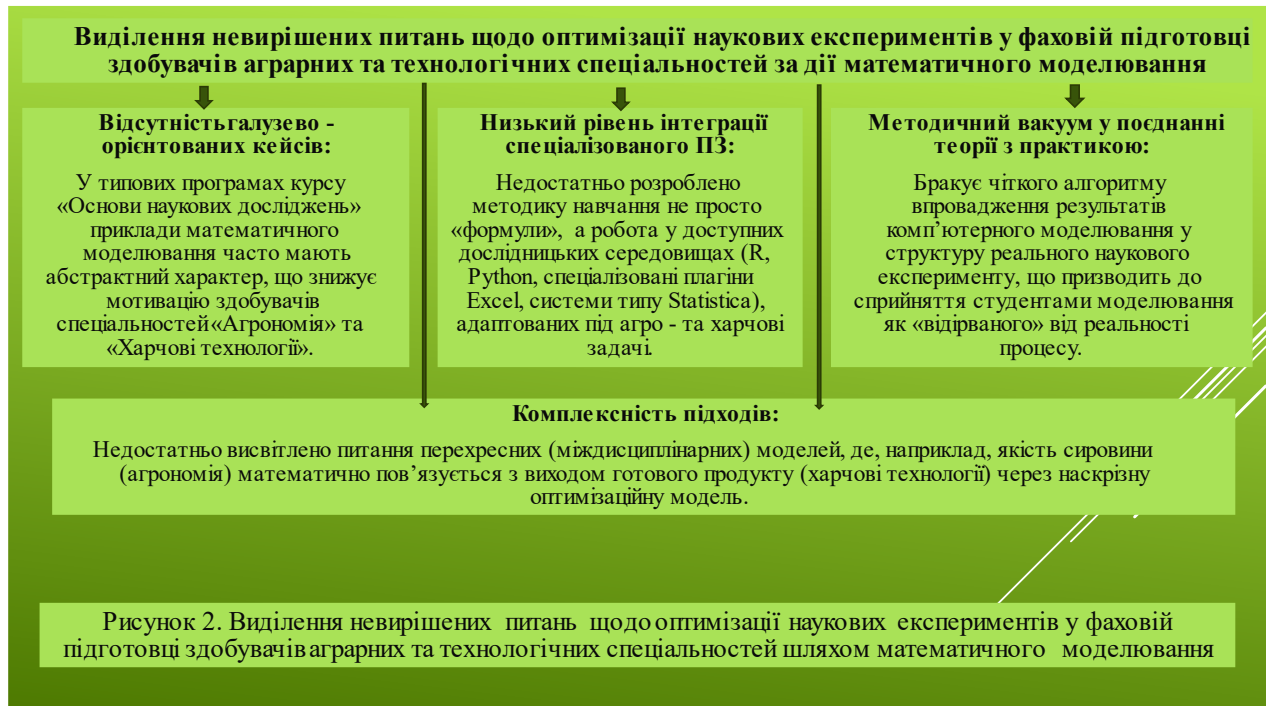 Виділення невирішених питань щодо оптимізації наукових експериментів у фаховій підготовці
здобувачів аграрних та технологічних спеціальностей за дії математичного моделювання
Відсутність галузево -
орієнтованих кейсів:
У типових програмах курсу
«Основи наукових досліджень»
приклади математичного
моделювання часто мають
абстрактний характер, що знижує
мотивацію здобувачів
спеціальностей «Агрономія» та
«Харчові технології».
Низький рівень інтеграції
спеціалізованого ПЗ:
Недостатньо розроблено
методику навчання не просто
«формули», а робота у доступних
дослідницьких середовищах (R,
Python, спеціалізовані плагіни
Excel, системи типу Statistica),
адаптованих під агро - та харчові
задачі.
Методичний вакуум у поєднанні
теорії з практикою:
Бракує чіткого алгоритму
впровадження результатів
комп’ютерного моделювання у
структуру реального наукового
експерименту, що призводить до
сприйняття студентами моделювання
як «відірваного» від реальності
процесу.
Комплексність підходів:
Недостатньо висвітлено питання перехресних (міждисциплінарних) моделей, де, наприклад, якість сировини
(агрономія) математично пов’язується з виходом готового продукту (харчові технології) через наскрізну
оптимізаційну модель.
Рисунок 2. Виділення невирішених питань щодо оптимізації наукових експериментів у фаховій
підготовці здобувачів аграрних та технологічних спеціальностей шляхом математичного моделювання